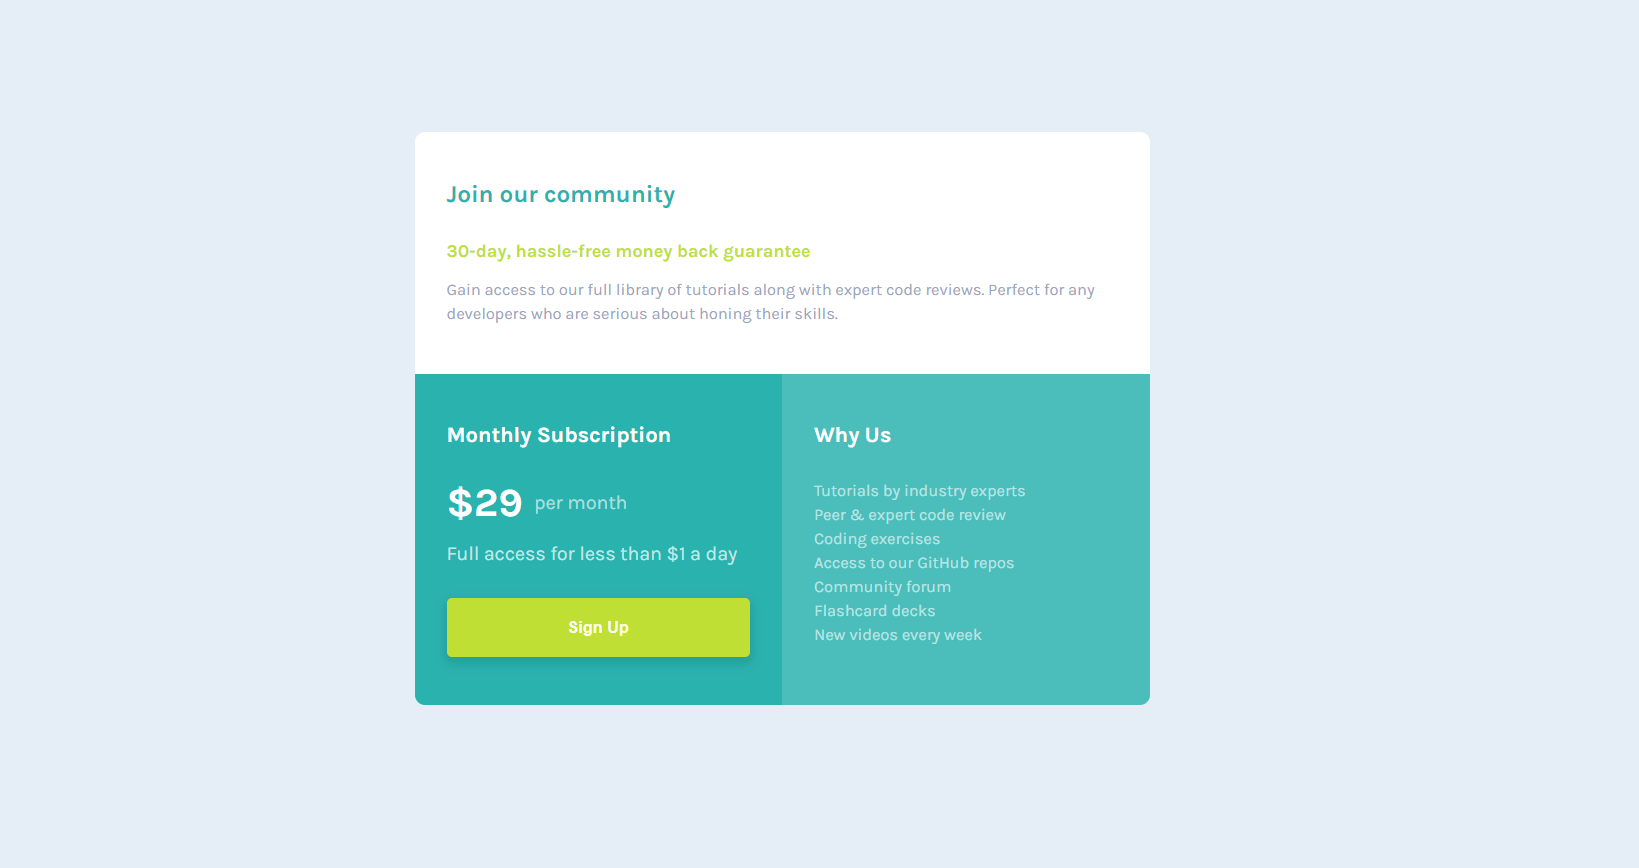 Join our community
30-day, hassle-free money back guarantee
Gain access to our full library of tutorials along with expert code reviews. Perfect for any
developers who are serious about honing their skills.
Monthly Subscription
$29 per month
Full access for less than $1 a day
Sign Up
Why Us
Tutorials by industry experts
Peer & expert code review
Coding exercises
Access to our GitHub repos
Community forum
Flashcard decks
New videos every week